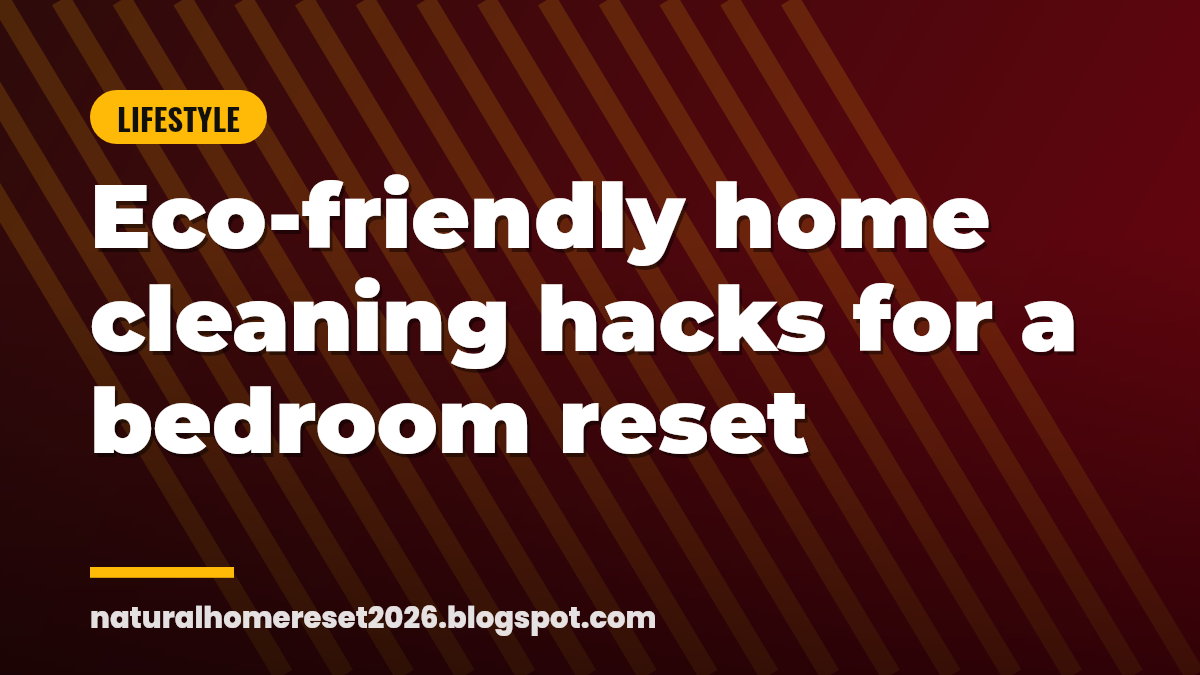 LIFESTYLE
Eco-friendly home
cleaning hacks for a
bedroom reset
naturalhomereset2026.blogspot.com